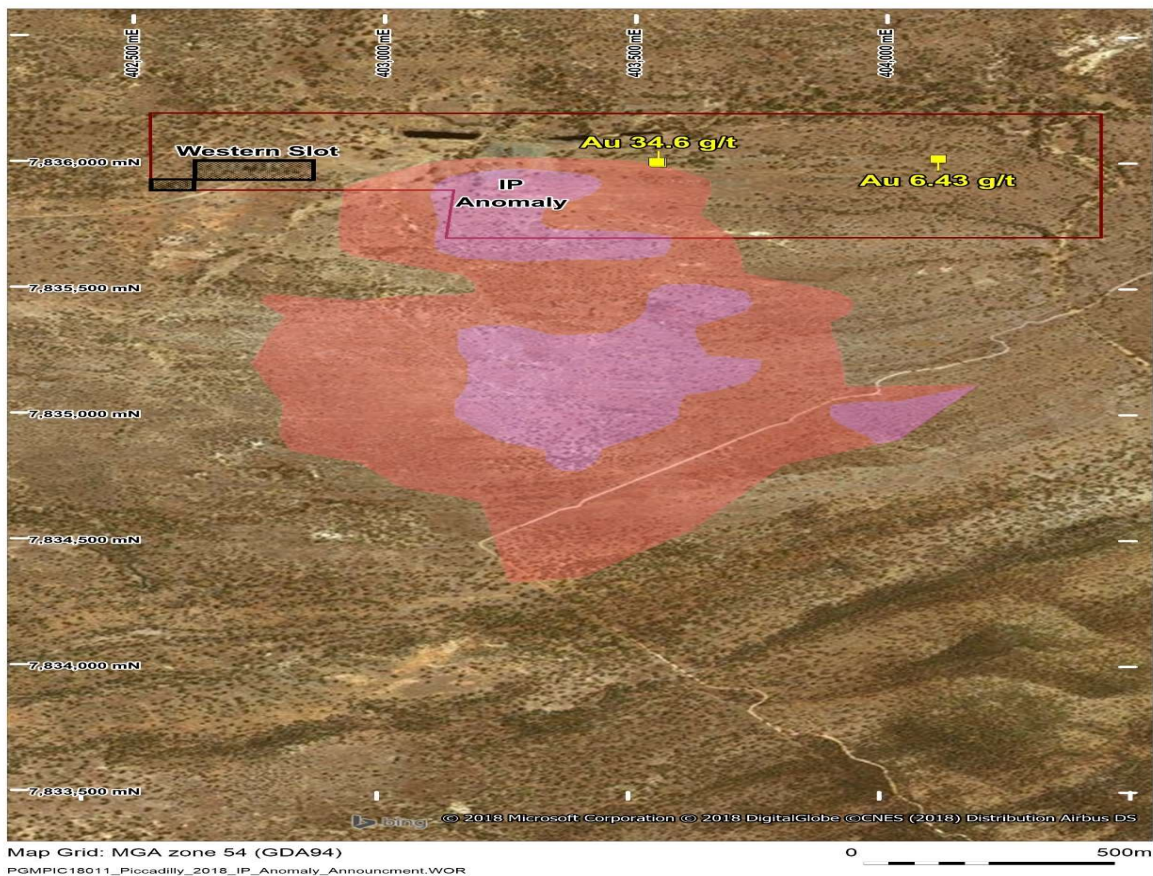 402,500 mE
403,000 mE
403,500 mE
404,000 mE
Au 34.6 g/t
Western Slot
7,836,000 mN
IP
Anomaly
Au 6.43 g/t
7,835,500 mN
7,835,000 mN
7,834,500 mN
7,834,000 mN
7,833,500 mN
bing © 2018 Microsoft Corporation © 2018 DigitalGlobe ©CNES (2018) Distribution Airbus DS
Map Grid: MGA zone 54 (GDA94)
0 500m
PGMPIC18011_Piccadilly_2018_IP_Anomaly_Announcment.WOR